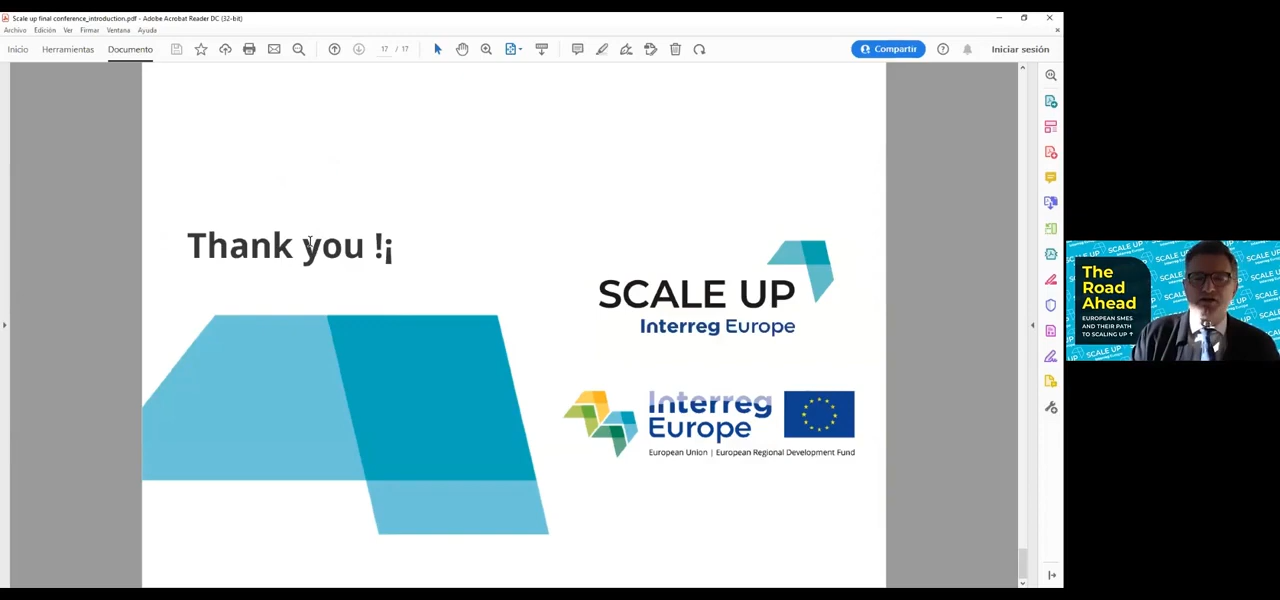 Scale up final conference_introduction.pdf - Adobe Acrobat Reader DC (32-bit)
Archivo Edición Ver Firmar Ventana Ayuda
Inicio Herramientas Documento 17 / 17 Compartir Iniciar sesión
Thank you !¡
SCALE UP
Interreg Europe
Interreg
Europe
European Union | European Regional Development Fund
The
Road
Ahead
EUROPEAN SMES
AND THEIR PATH
TO SCALING UP
SCALE UP
Interreg Europe